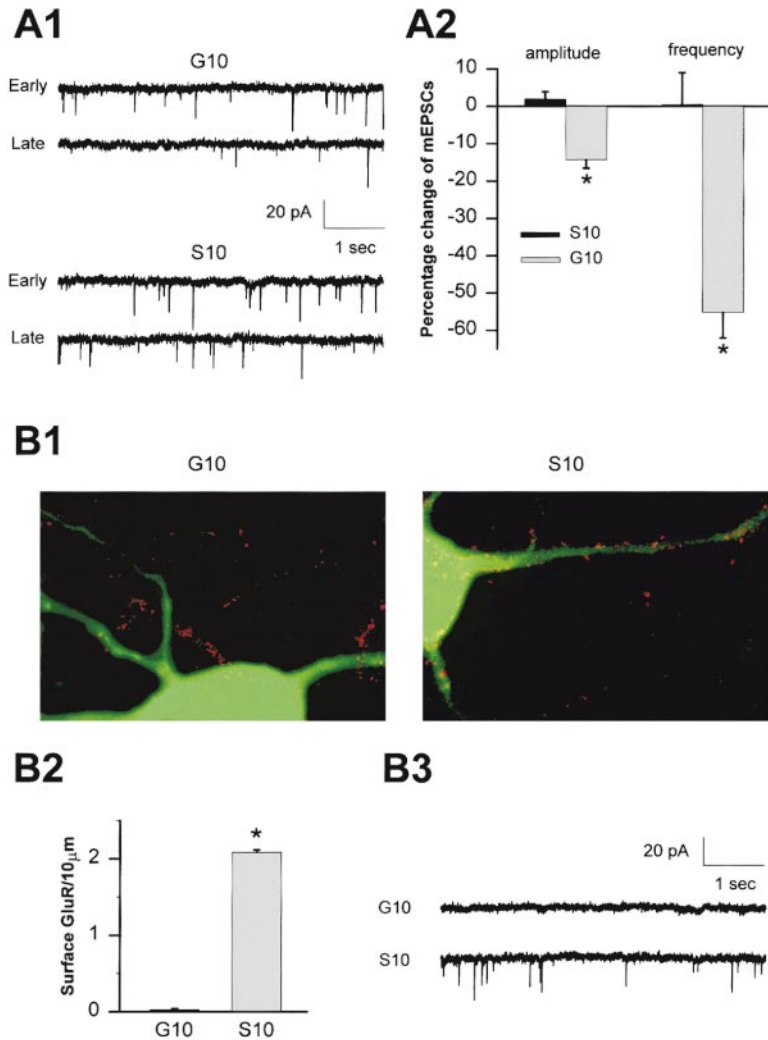 A1
G10
Early
Late
20 pA
1 sec
S10
Early
Late
A2
amplitude
frequency
Percentage change of mEPSCs
10
0
-10
-20
-30
-40
-50
-60
S10
G10
*
*
B1
G10
S10
B2
Surface GluR/10μm
2
1
0
*
G10
S10
B3
20 pA
1 sec
G10
S10